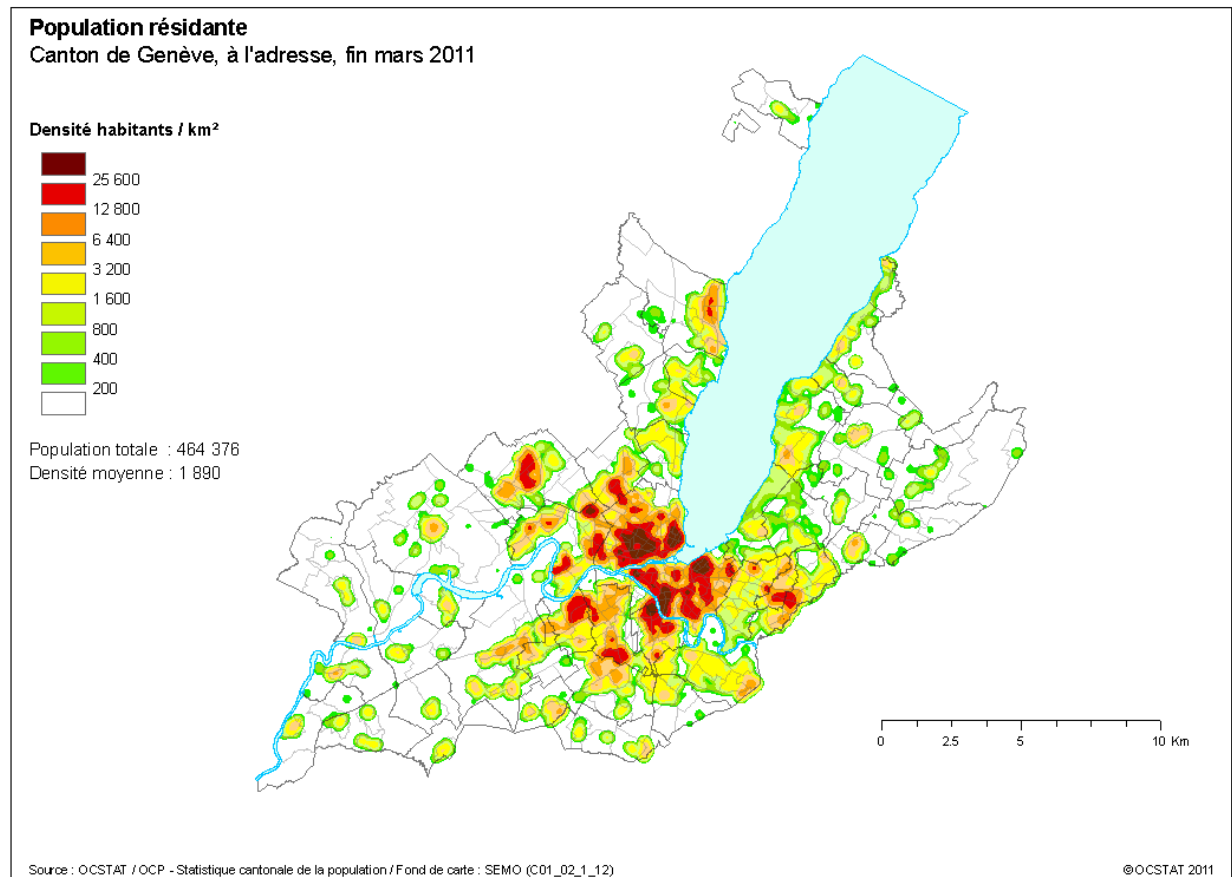 Population résidante
Canton de Genève, à l'adresse, fin mars 2011
Densité habitants / km²
25 600
12 800
6 400
3 200
1 600
800
400
200
Population totale : 464 376
Densité moyenne : 1 890
0 2.5 5 10 Km
Source : OCSTAT / OCP - Statistique cantonale de la population / Fond de carte : SEMO (C01_02_1_12)
©OCSTAT 2011